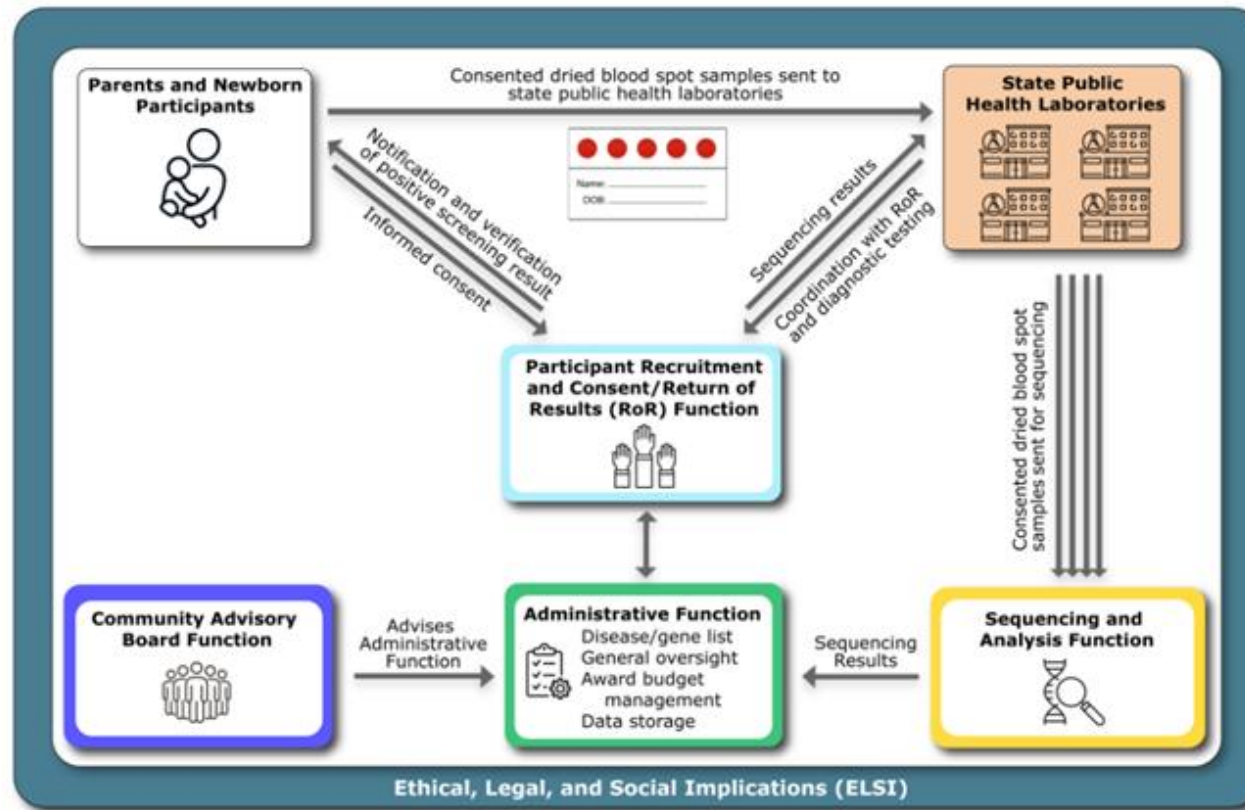 Parents and Newborn
Participants
Consented dried blood spot samples sent to
state public health laboratories
State Public
Health Laboratories
Name:
DOB:
Notification and verification
of positive screening result
Informed consent
Sequencing results
Coordination with RoR
and diagnostic testing
Participant Recruitment
and Consent/Return of
Results (RoR) Function
Consented dried blood spot
samples sent for sequencing
Community Advisory
Board Function
Advises
Administrative
Function
Administrative Function
Disease/gene list
General oversight
Award budget
management
Data storage
Sequencing
Results
Sequencing and
Analysis Function
Ethical, Legal, and Social Implications (ELSI)